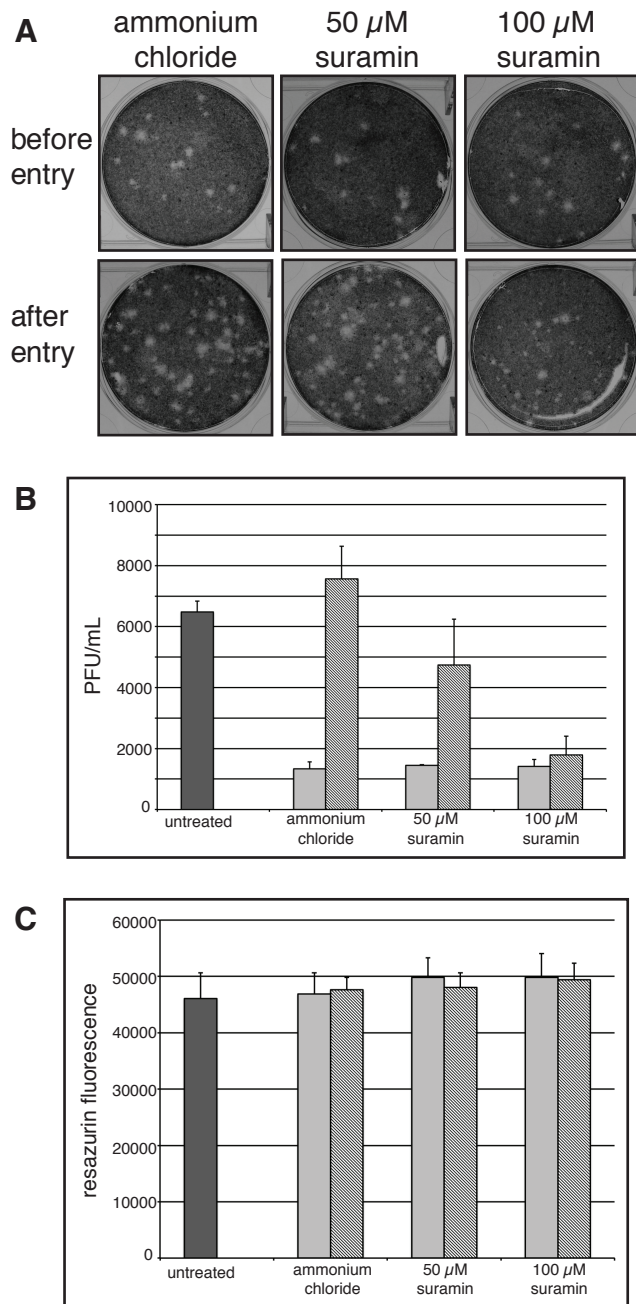 A
ammonium chloride
50 µM suramin
100 µM suramin
before entry
after entry
B
PFU/mL
10000
8000
6000
4000
2000
0
untreated
ammonium chloride
50 µM suramin
100 µM suramin
C
resazurin fluorescence
60000
50000
40000
30000
20000
10000
0
untreated
ammonium chloride
50 µM suramin
100 µM suramin